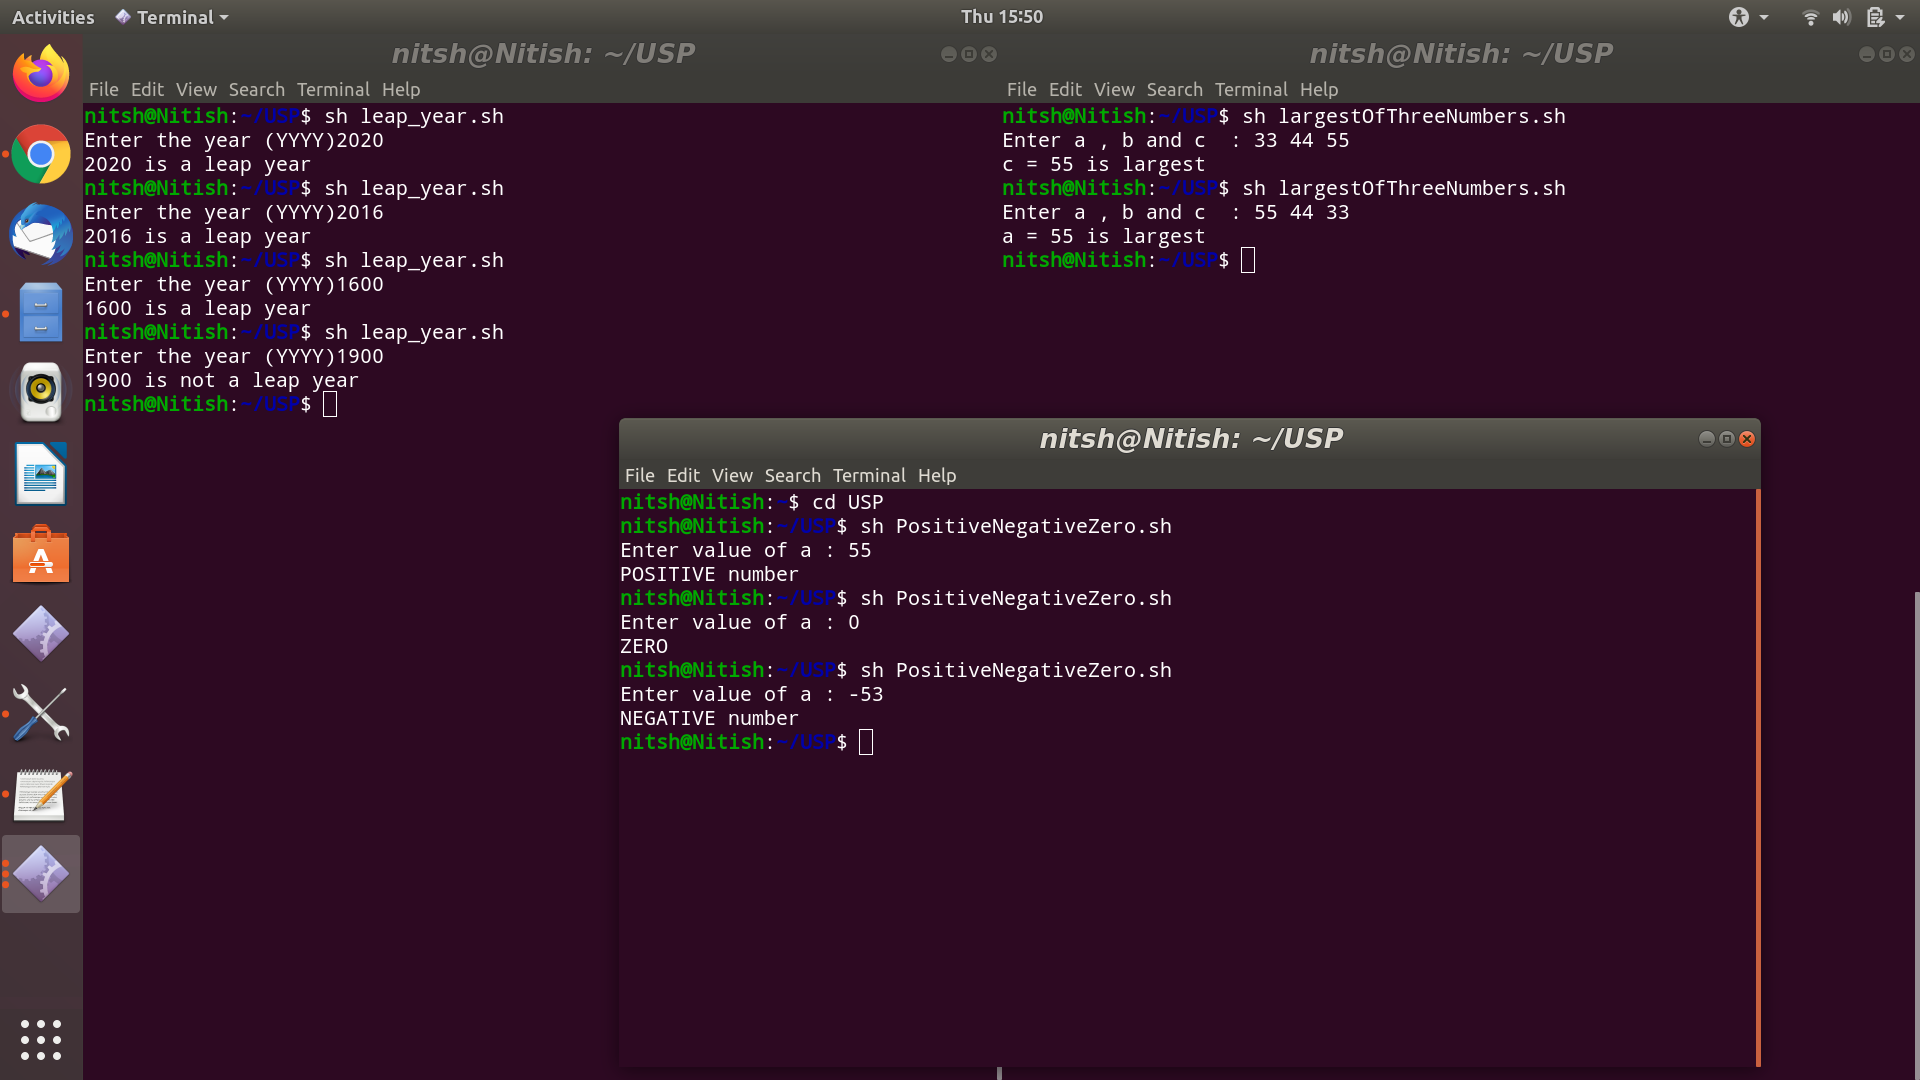 Activities Terminal Thu 15:50
nitsh@Nitish: ~/USP
File Edit View Search Terminal Help
nitsh@Nitish:~/USP$ sh leap_year.sh
Enter the year (YYYY)2020
2020 is a leap year
nitsh@Nitish:~/USP$ sh leap_year.sh
Enter the year (YYYY)2016
2016 is a leap year
nitsh@Nitish:~/USP$ sh leap_year.sh
Enter the year (YYYY)1600
1600 is a leap year
nitsh@Nitish:~/USP$ sh leap_year.sh
Enter the year (YYYY)1900
1900 is not a leap year
nitsh@Nitish:~/USP$
nitsh@Nitish: ~/USP
File Edit View Search Terminal Help
nitsh@Nitish:~/USP$ sh largestOfThreeNumbers.sh
Enter a , b and c  : 33 44 55
c = 55 is largest
nitsh@Nitish:~/USP$ sh largestOfThreeNumbers.sh
Enter a , b and c  : 55 44 33
a = 55 is largest
nitsh@Nitish:~/USP$
nitsh@Nitish: ~/USP
File Edit View Search Terminal Help
nitsh@Nitish:~$ cd USP
nitsh@Nitish:~/USP$ sh PositiveNegativeZero.sh
Enter value of a : 55
POSITIVE number
nitsh@Nitish:~/USP$ sh PositiveNegativeZero.sh
Enter value of a : 0
ZERO
nitsh@Nitish:~/USP$ sh PositiveNegativeZero.sh
Enter value of a : -53
NEGATIVE number
nitsh@Nitish:~/USP$